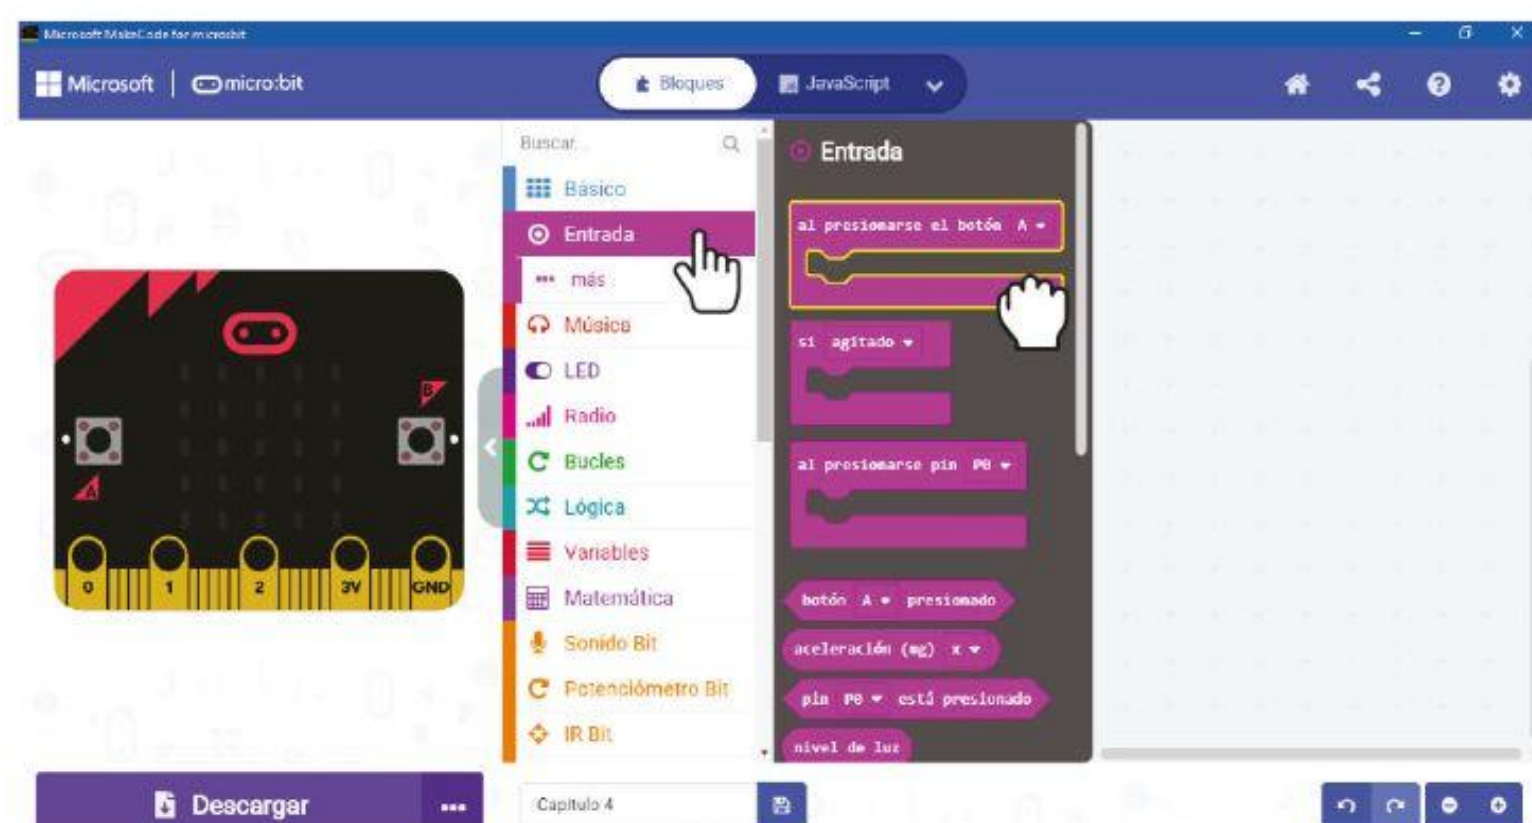 Microsoft MakeCode for micro:bit
Microsoft | micro:bit
Bloques
JavaScript
Buscar...
Básico
Entrada
más
Música
LED
Radio
Bucles
Lógica
Variables
Matemática
Sonido Bit
Potenciómetro Bit
IR Bit
Entrada
al presionarse el botón A
si agitado
al presionarse pin P0
botón A presionado
aceleración (mg) x
pin P0 está presionado
nivel de luz
B
A
0 1 2 3V GND
Descargar
Capítulo 4